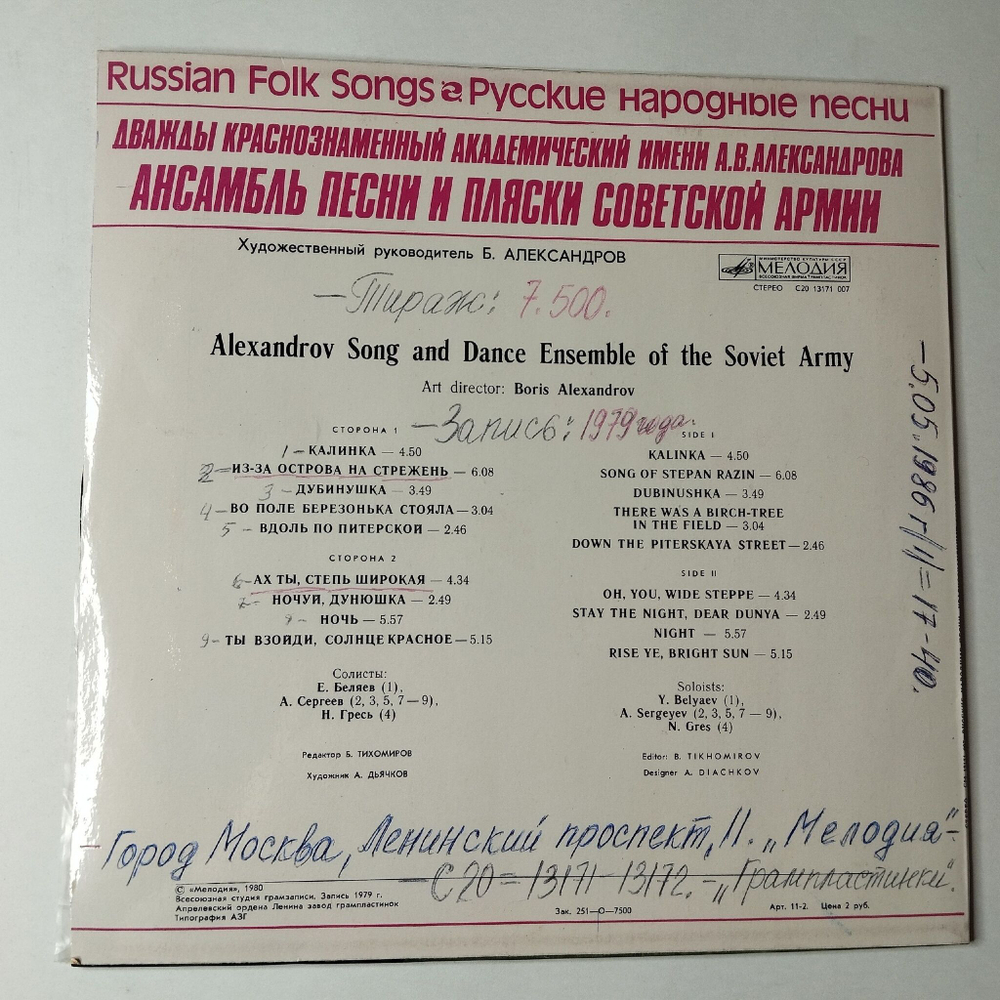 Russian Folk Songs Русские народные песни
ДВАЖДЫ КРАСНОЗНАМЕННЫЙ АКАДЕМИЧЕСКИЙ ИМЕНИ А.В.АЛЕКСАНДРОВА
АНСАМБЛЬ ПЕСНИ И ПЛЯСКИ СОВЕТСКОЙ АРМИИ
Художественный руководитель Б. АЛЕКСАНДРОВ
МИНИСТЕРСТВО КУЛЬТУРЫ СССР
МЕЛОДИЯ
ВСЕСОЮЗНАЯ ФИРМА ГРАМПЛАСТИНОК
СТЕРЕО С20 13171 007
—Тираж: 7.500.
Alexandrov Song and Dance Ensemble of the Soviet Army
Art director: Boris Alexandrov
—Запись: 1979 года.
СТОРОНА 1
1 – КАЛИНКА — 4.50
2 – ИЗ-ЗА ОСТРОВА НА СТРЕЖЕНЬ — 6.08
3 – ДУБИНУШКА — 3.49
4 – ВО ПОЛЕ БЕРЕЗОНЬКА СТОЯЛА — 3.04
5 – ВДОЛЬ ПО ПИТЕРСКОЙ — 2.46
СТОРОНА 2
6 – АХ ТЫ, СТЕПЬ ШИРОКАЯ — 4.34
7 – НОЧУЙ, ДУНЮШКА — 2.49
НОЧЬ — 5.57
9 – ТЫ ВЗОЙДИ, СОЛНЦЕ КРАСНОЕ — 5.15
Солисты:
Е. Беляев (1),
А. Сергеев (2, 3, 5, 7 — 9),
Н. Гресь (4)
Редактор Б. ТИХОМИРОВ
Художник А. ДЬЯЧКОВ
SIDE I
KALINKA — 4.50
SONG OF STEPAN RAZIN — 6.08
DUBINUSHKA — 3.49
THERE WAS A BIRCH-TREE
IN THE FIELD — 3.04
DOWN THE PITERSKAYA STREET — 2.46
SIDE II
OH, YOU, WIDE STEPPE — 4.34
STAY THE NIGHT, DEAR DUNYA — 2.49
NIGHT — 5.57
RISE YE, BRIGHT SUN — 5.15
Soloists:
Y. Belyaev (1),
A. Sergeyev (2, 3, 5, 7 — 9),
N. Gres (4)
Editor: B. TIKHOMIROV
Designer A. DIACHKOV
—5.05.1986 г/1/=17-40.
Город Москва, Ленинский проспект, 11. „Мелодия“–
—С20=13171–13172.–„Грампластинки“.
© «Мелодия», 1980
Всесоюзная студия грамзаписи. Запись 1979 г.
Апрелевский ордена Ленина завод грампластинок
Типография АЗГ
Зак. 251—О—7500
Арт. 11-2. Цена 2 руб.